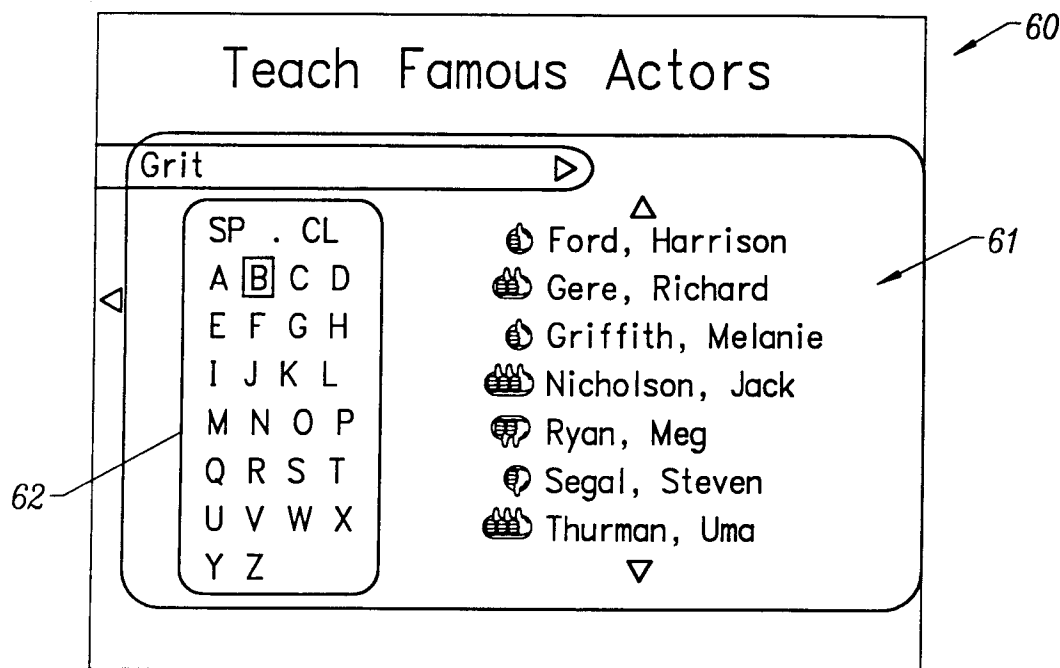 60
Teach Famous Actors
Grit
SP . CL
A B C D
E F G H
I J K L
M N O P
Q R S T
U V W X
Y Z
62
Ford, Harrison
Gere, Richard
Griffith, Melanie
Nicholson, Jack
Ryan, Meg
Segal, Steven
Thurman, Uma
61